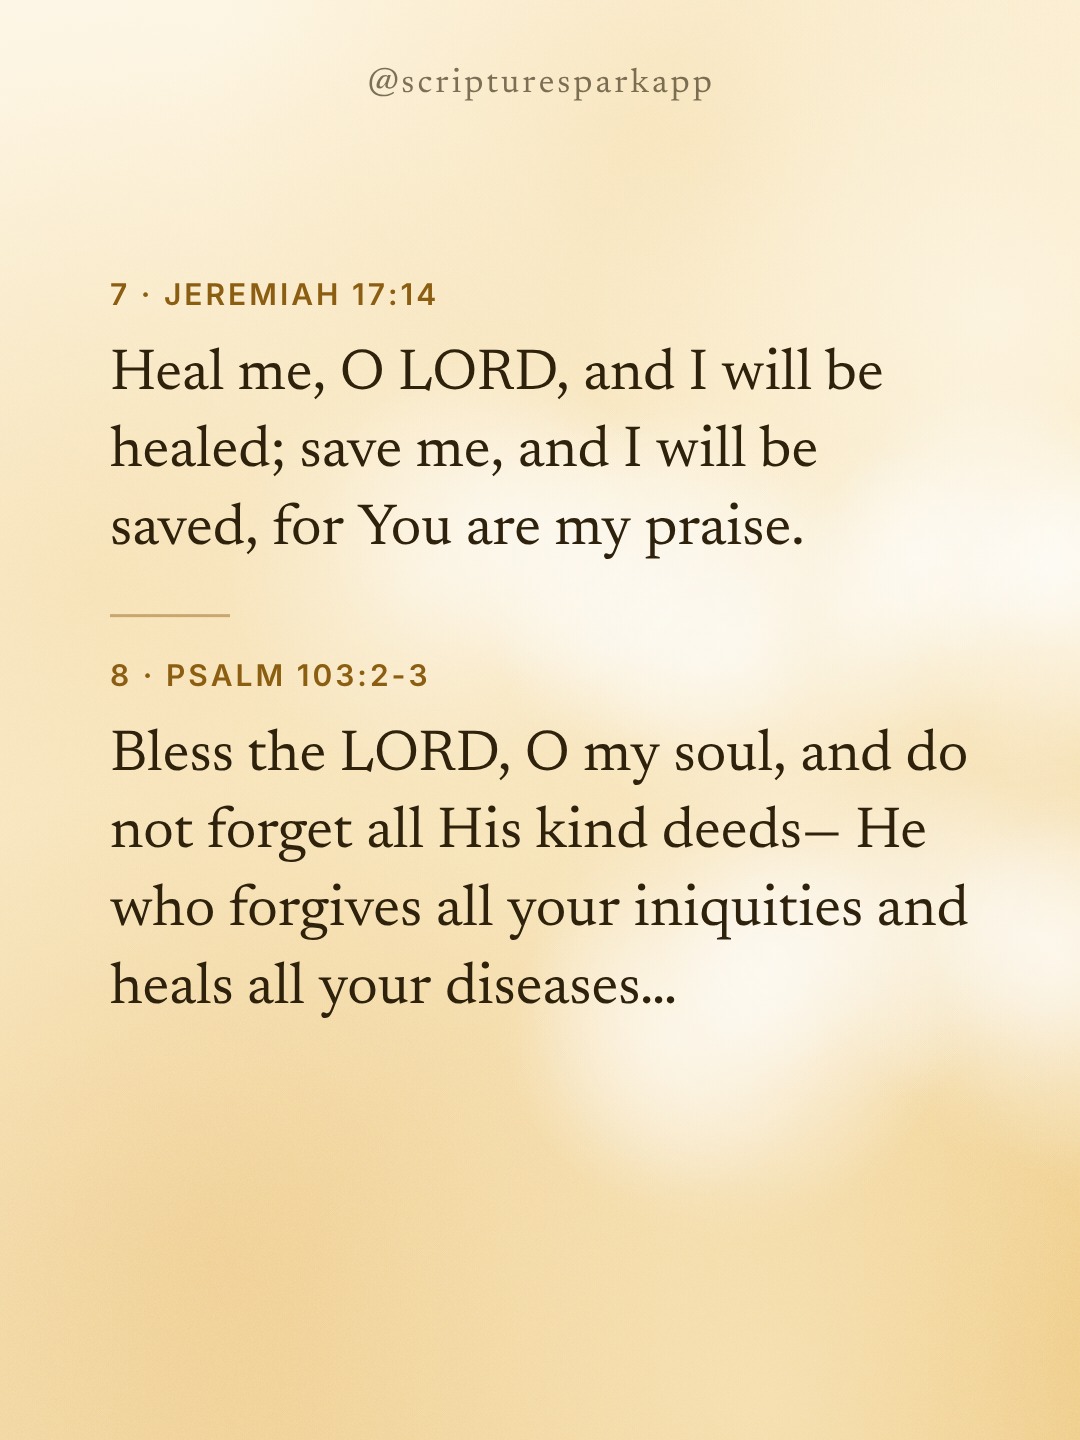 @scripturesparkapp
7 · JEREMIAH 17:14
Heal me, O LORD, and I will be
healed; save me, and I will be
saved, for You are my praise.
8 · PSALM 103:2-3
Bless the LORD, O my soul, and do
not forget all His kind deeds— He
who forgives all your iniquities and
heals all your diseases...